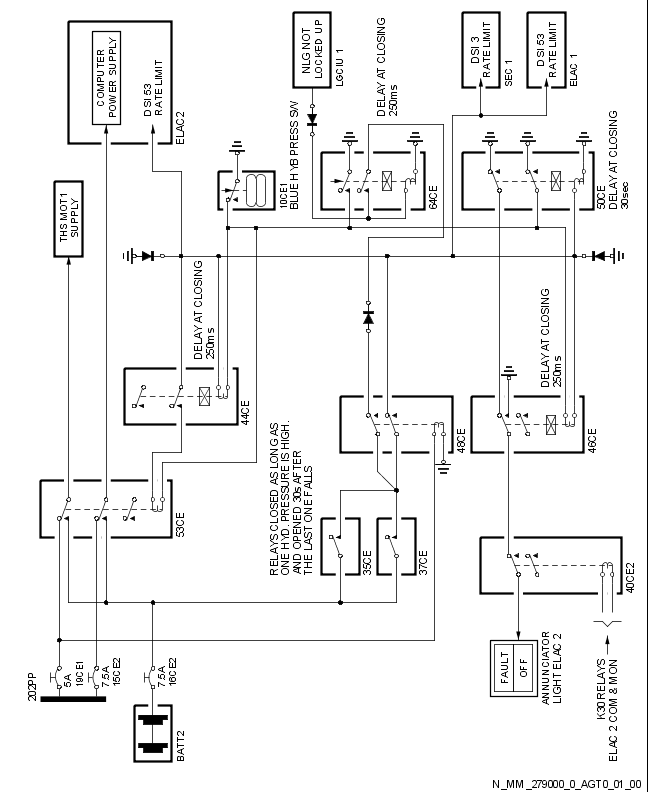 COMPUTER
POWER SUPPLY
DSI 53
RATE LIMIT
ELAC2
THS MOT1
SUPPLY
NLG NOT
LOCKED UP
LGCIU 1
DELAY AT CLOSING
250ms
DSI 3
RATE LIMIT
SEC 1
DSI 53
RATE LIMIT
ELAC 1
10CE1
BLUE HYB PRESS SW
64CE
50CE
DELAY AT CLOSING
30sec
DELAY AT CLOSING
250ms
44CE
DELAY AT CLOSING
250ms
48CE
46CE
53CE
RELAYS CLOSED AS LONG AS
ONE HYD. PRESSURE IS HIGH.
AND OPENED 30s AFTER
THE LAST ONE FALLS
35CE
37CE
40CE2
202PP
5A
19CE1
7.5A
15CE2
7.5A
16CE2
BATT2
FAULT
OFF
ANNUNCIATOR
LIGHT ELAC 2
K30 RELAYS
ELAC 2 COM & MON
N_MM_279000_0_AGT0_01_00